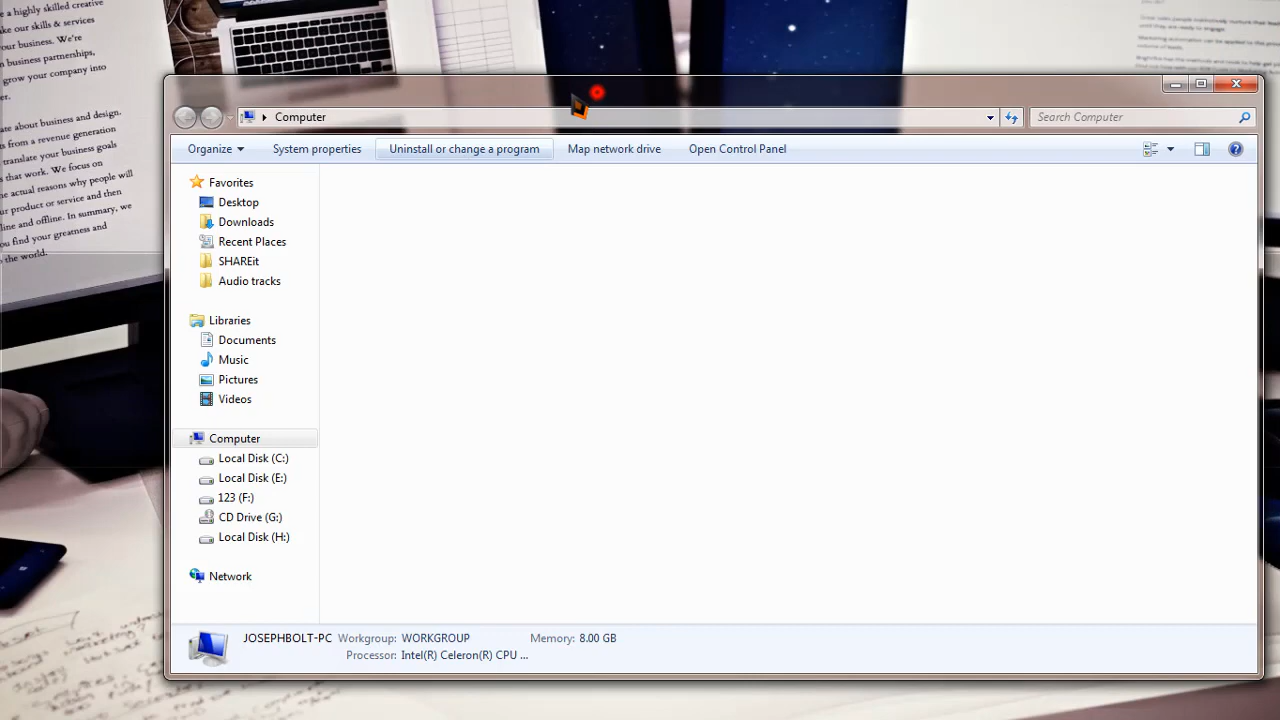 a highly skilled creative
ake our skills & services
your business. We're
n business partnerships,
grow your company into
er.
ate about business and design.
ts from a revenue generation
translate your business goals
s that work. We focus on
he actual reasons why people will
ur product or service and then
line and offline. In summary, we
ou find your greatness and
o the world.
Computer
Search Computer
Organize
System properties
Uninstall or change a program
Map network drive
Open Control Panel
Favorites
Desktop
Downloads
Recent Places
SHAREit
Audio tracks
Libraries
Documents
Music
Pictures
Videos
Computer
Local Disk (C:)
Local Disk (E:)
123 (F:)
CD Drive (G:)
Local Disk (H:)
Network
JOSEPHBOLT-PC Workgroup: WORKGROUP Memory: 8.00 GB
Processor: Intel(R) Celeron(R) CPU ...